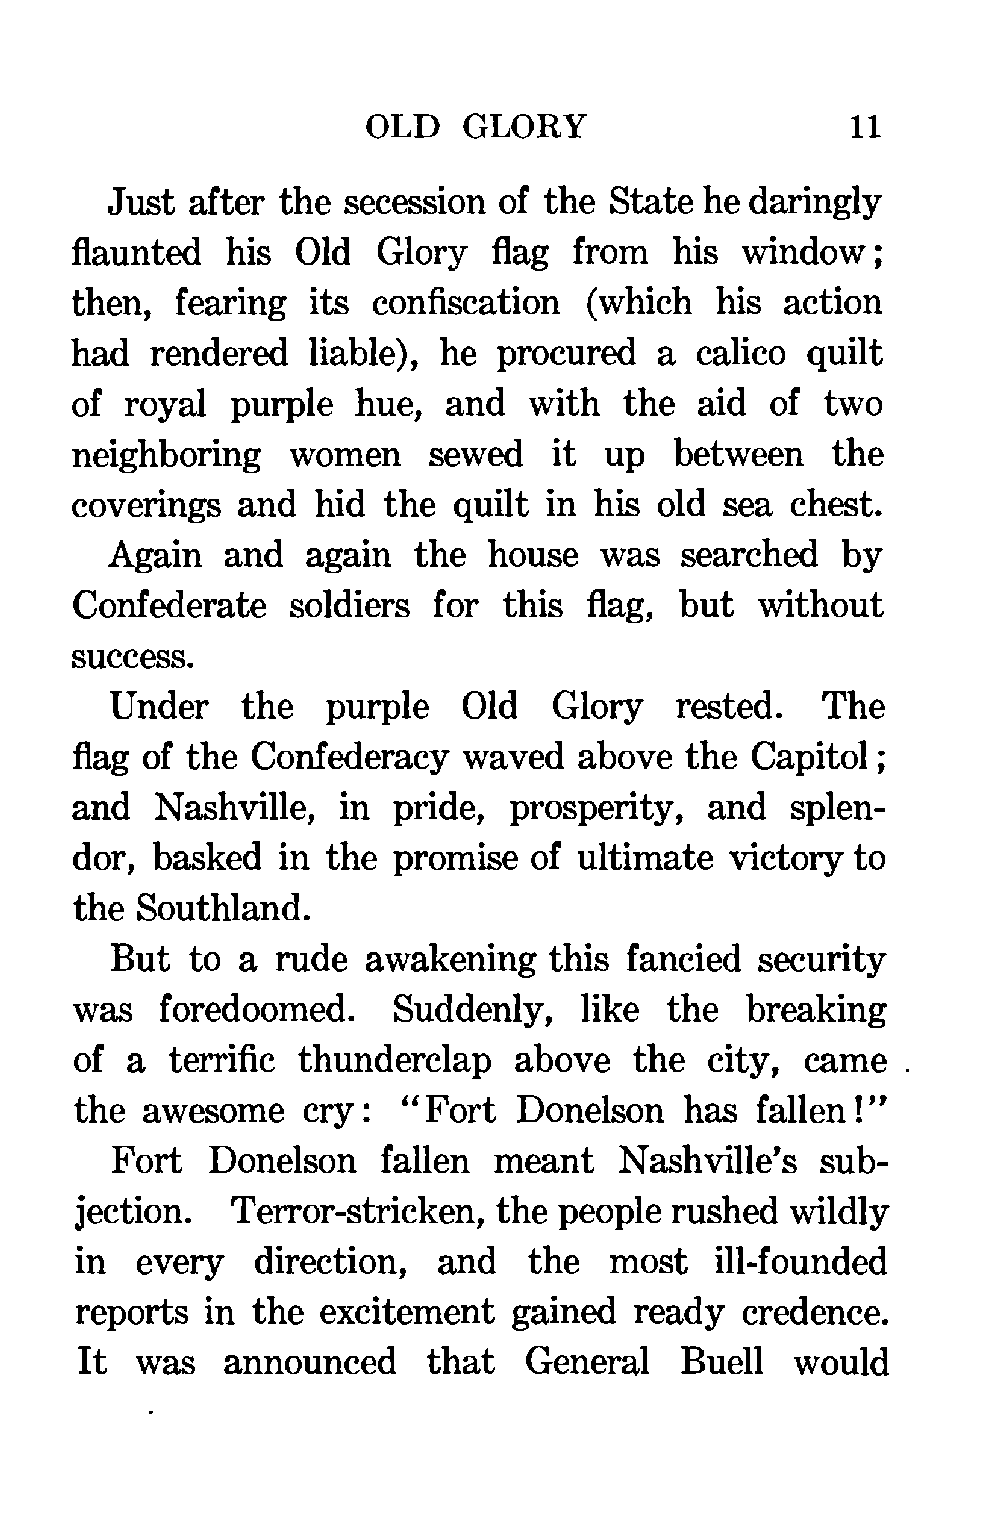 OLD GLORY 11
Just after the secession of the State he daringly
flaunted his Old Glory flag from his window;
then, fearing its confiscation (which his action
had rendered liable), he procured a calico quilt
of royal purple hue, and with the aid of two
neighboring women sewed it up between the
coverings and hid the quilt in his old sea chest.
Again and again the house was searched by
Confederate soldiers for this flag, but without
success.
Under the purple Old Glory rested. The
flag of the Confederacy waved above the Capitol;
and Nashville, in pride, prosperity, and splen-
dor, basked in the promise of ultimate victory to
the Southland.
But to a rude awakening this fancied security
was foredoomed. Suddenly, like the breaking
of a terrific thunderclap above the city, came
the awesome cry: "Fort Donelson has fallen!"
Fort Donelson fallen meant Nashville's sub-
jection. Terror-stricken, the people rushed wildly
in every direction, and the most ill-founded
reports in the excitement gained ready credence.
It was announced that General Buell would